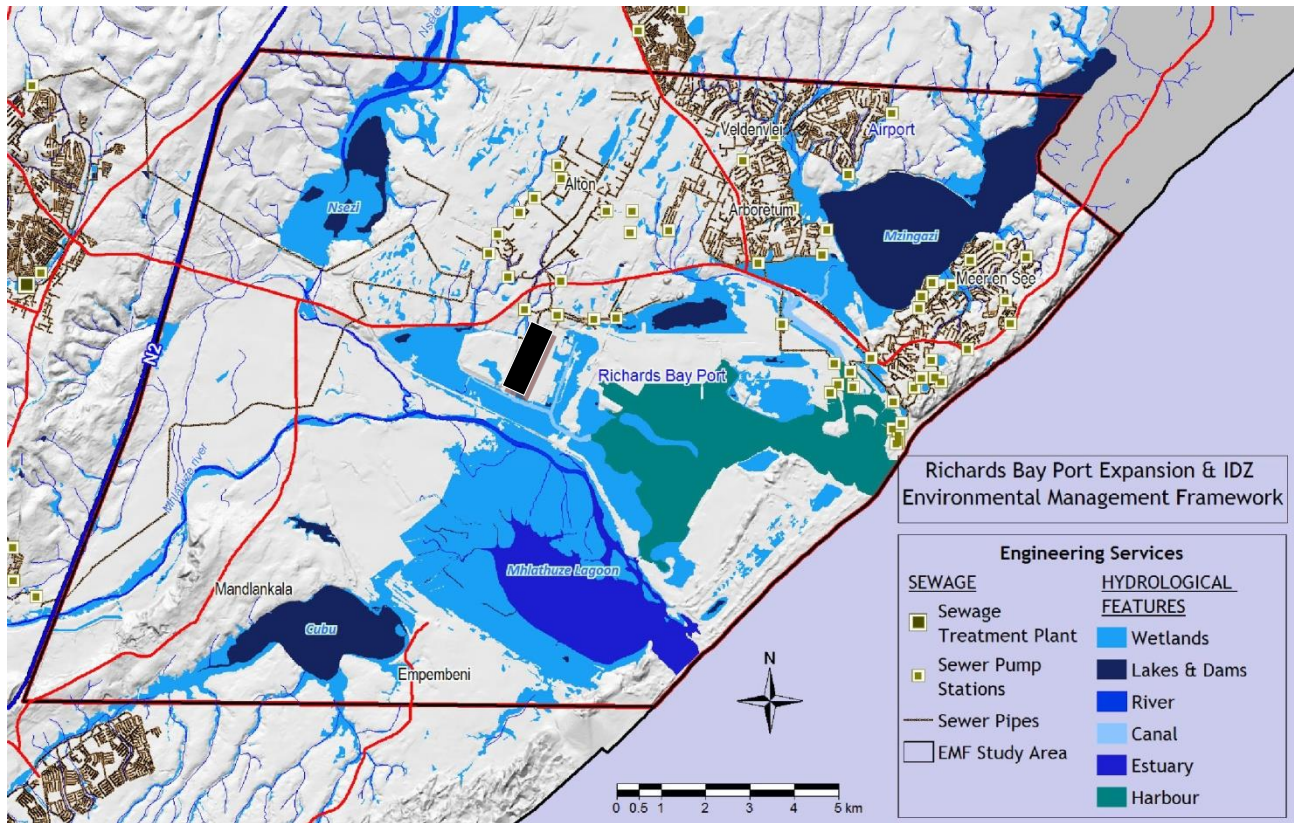 Veldenvlei
Airport
Alton
Nsezi
Arboretum
Mzingazi
Meer en See
N2
Richards Bay Port
river
Mhlathuze Lagoon
Mandlankala
Cubu
Empembeni
N
0 0.5 1 2 3 4 5 km
Richards Bay Port Expansion & IDZ
Environmental Management Framework
Engineering Services
SEWAGE
Sewage
Treatment Plant
Sewer Pump
Stations
Sewer Pipes
EMF Study Area
HYDROLOGICAL
FEATURES
Wetlands
Lakes & Dams
River
Canal
Estuary
Harbour